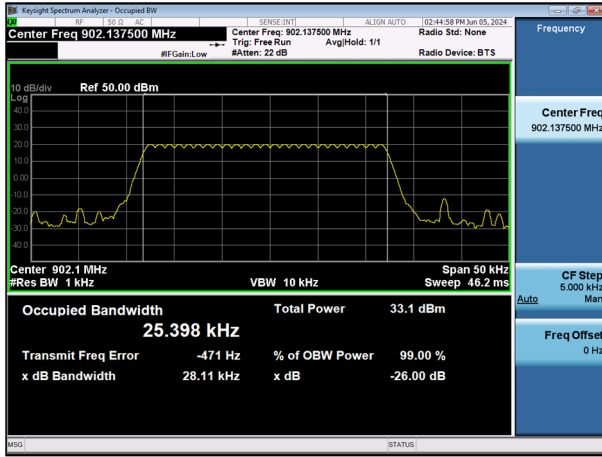 Keysight Spectrum Analyzer - Occupied BW
RF 50 Ω AC SENSE:INT ALIGN AUTO 02:44:58 PM Jun 05, 2024
Center Freq 902.137500 MHz
Center Freq: 902.137500 MHz
Radio Std: None
Trig: Free Run Avg|Hold: 1/1
#IFGain:Low #Atten: 22 dB Radio Device: BTS
10 dB/div Ref 50.00 dBm
Log
40.0
30.0
20.0
10.0
0.00
-10.0
-20.0
-30.0
-40.0
Center 902.1 MHz Span 50 kHz
#Res BW 1 kHz VBW 10 kHz Sweep 46.2 ms
Occupied Bandwidth Total Power 33.1 dBm
25.398 kHz
Transmit Freq Error -471 Hz % of OBW Power 99.00 %
x dB Bandwidth 28.11 kHz x dB -26.00 dB
Frequency
Center Freq
902.137500 MHz
CF Step
5.000 kHz
Auto Man
Freq Offset
0 Hz
MSG STATUS